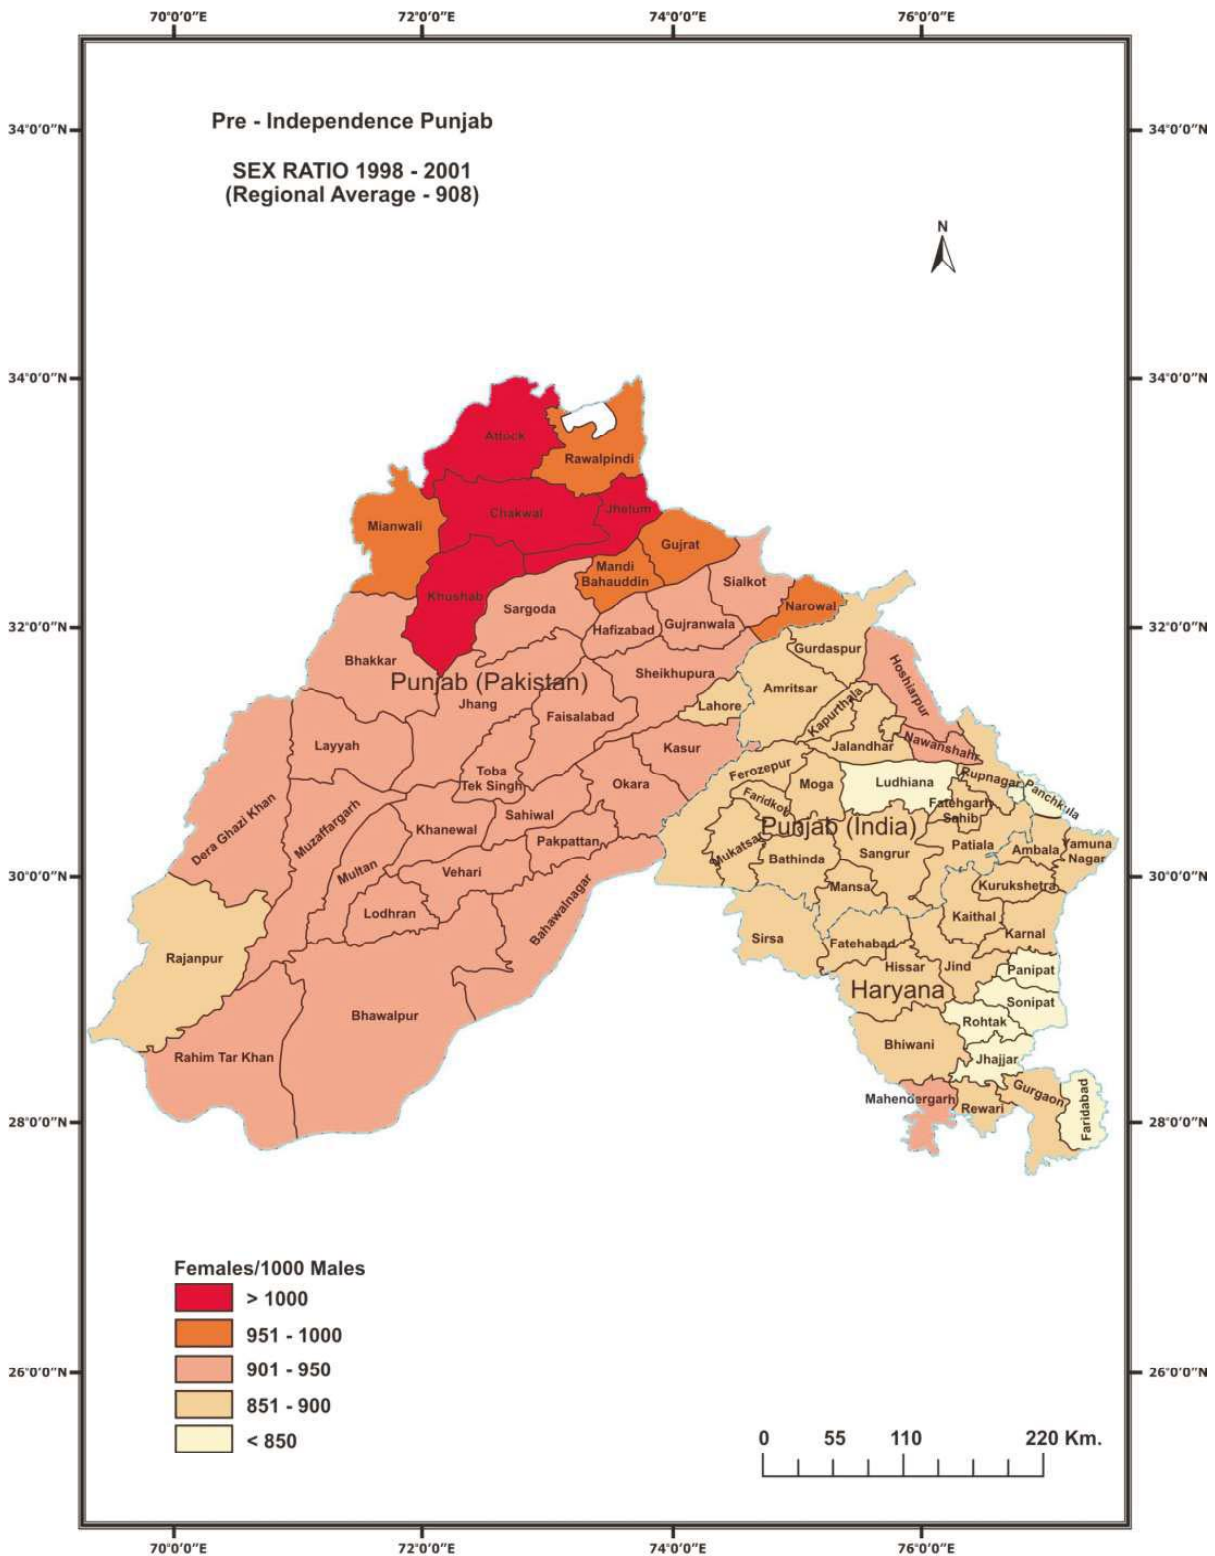 70°0'0"E
72°0'0"E
74°0'0"E
76°0'0"E
Pre - Independence Punjab
34°0'0"N
34°0'0"N
SEX RATIO 1998 - 2001
(Regional Average - 908)
N
34°0'0"N
34°0'0"N
Attock
Rawalpindi
Chakwal
Jhelum
Mianwali
Gujrat
Mandi
Bahauddin
Sialkot
Khushab
Sargoda
Narowal
32°0'0"N
32°0'0"N
Hafizabad
Gujranwala
Gurdaspur
Bhakkar
Hoshiarpur
Sheikhupura
Punjab (Pakistan)
Amritsar
Jhang
Lahore
Kapurthala
Faisalabad
Layyah
Kasur
Jalandhar
Nawanshahr
Toba
Tek Singh
Okara
Ferozepur
Moga
Ludhiana
Rupnagar
Panchkula
Dera Ghazi Khan
Muzaffargarh
Faridkot
Fatehgarh
Sahib
Khanewal
Sahiwal
Punjab (India)
Pakpattan
Mukatsar
Bathinda
Sangrur
Patiala
Ambala
Yamuna
Nagar
Multan
Vehari
30°0'0"N
30°0'0"N
Mansa
Kurukshetra
Lodhran
Bahawalnagar
Kaithal
Karnal
Sirsa
Fatehabad
Rajanpur
Hissar
Jind
Panipat
Haryana
Sonipat
Bhawalpur
Rohtak
Rahim Tar Khan
Bhiwani
Jhajjar
Mahendergarh
Rewari
Gurgaon
Faridabad
28°0'0"N
28°0'0"N
Females/1000 Males
> 1000
951 - 1000
901 - 950
851 - 900
< 850
26°0'0"N
26°0'0"N
0 55 110 220 Km.
70°0'0"E
72°0'0"E
74°0'0"E
76°0'0"E